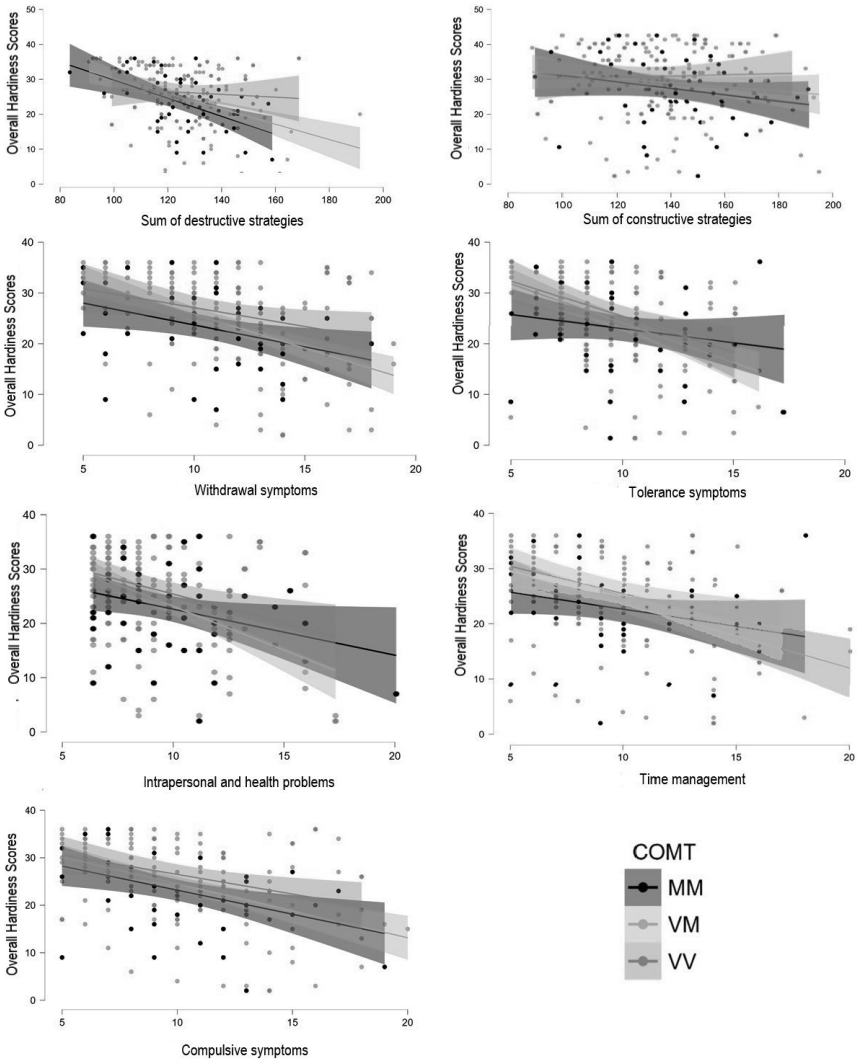 Overall Hardiness Scores
50
40
30
20
10
0
80 100 120 140 160 180 200
Sum of destructive strategies
Overall Hardiness Scores
50
40
30
20
10
0
80 100 120 140 160 180 200
Sum of constructive strategies
Overall Hardiness Scores
40
30
20
10
0
5 10 15 20
Withdrawal symptoms
Overall Hardiness Scores
40
30
20
10
0
5 10 15 20
Tolerance symptoms
Overall Hardiness Scores
40
30
20
10
0
5 10 15 20
Intrapersonal and health problems
Overall Hardiness Scores
40
30
20
10
0
5 10 15 20
Time management
Overall Hardiness Scores
40
30
20
10
0
5 10 15 20
Compulsive symptoms
COMT
MM
VM
VV